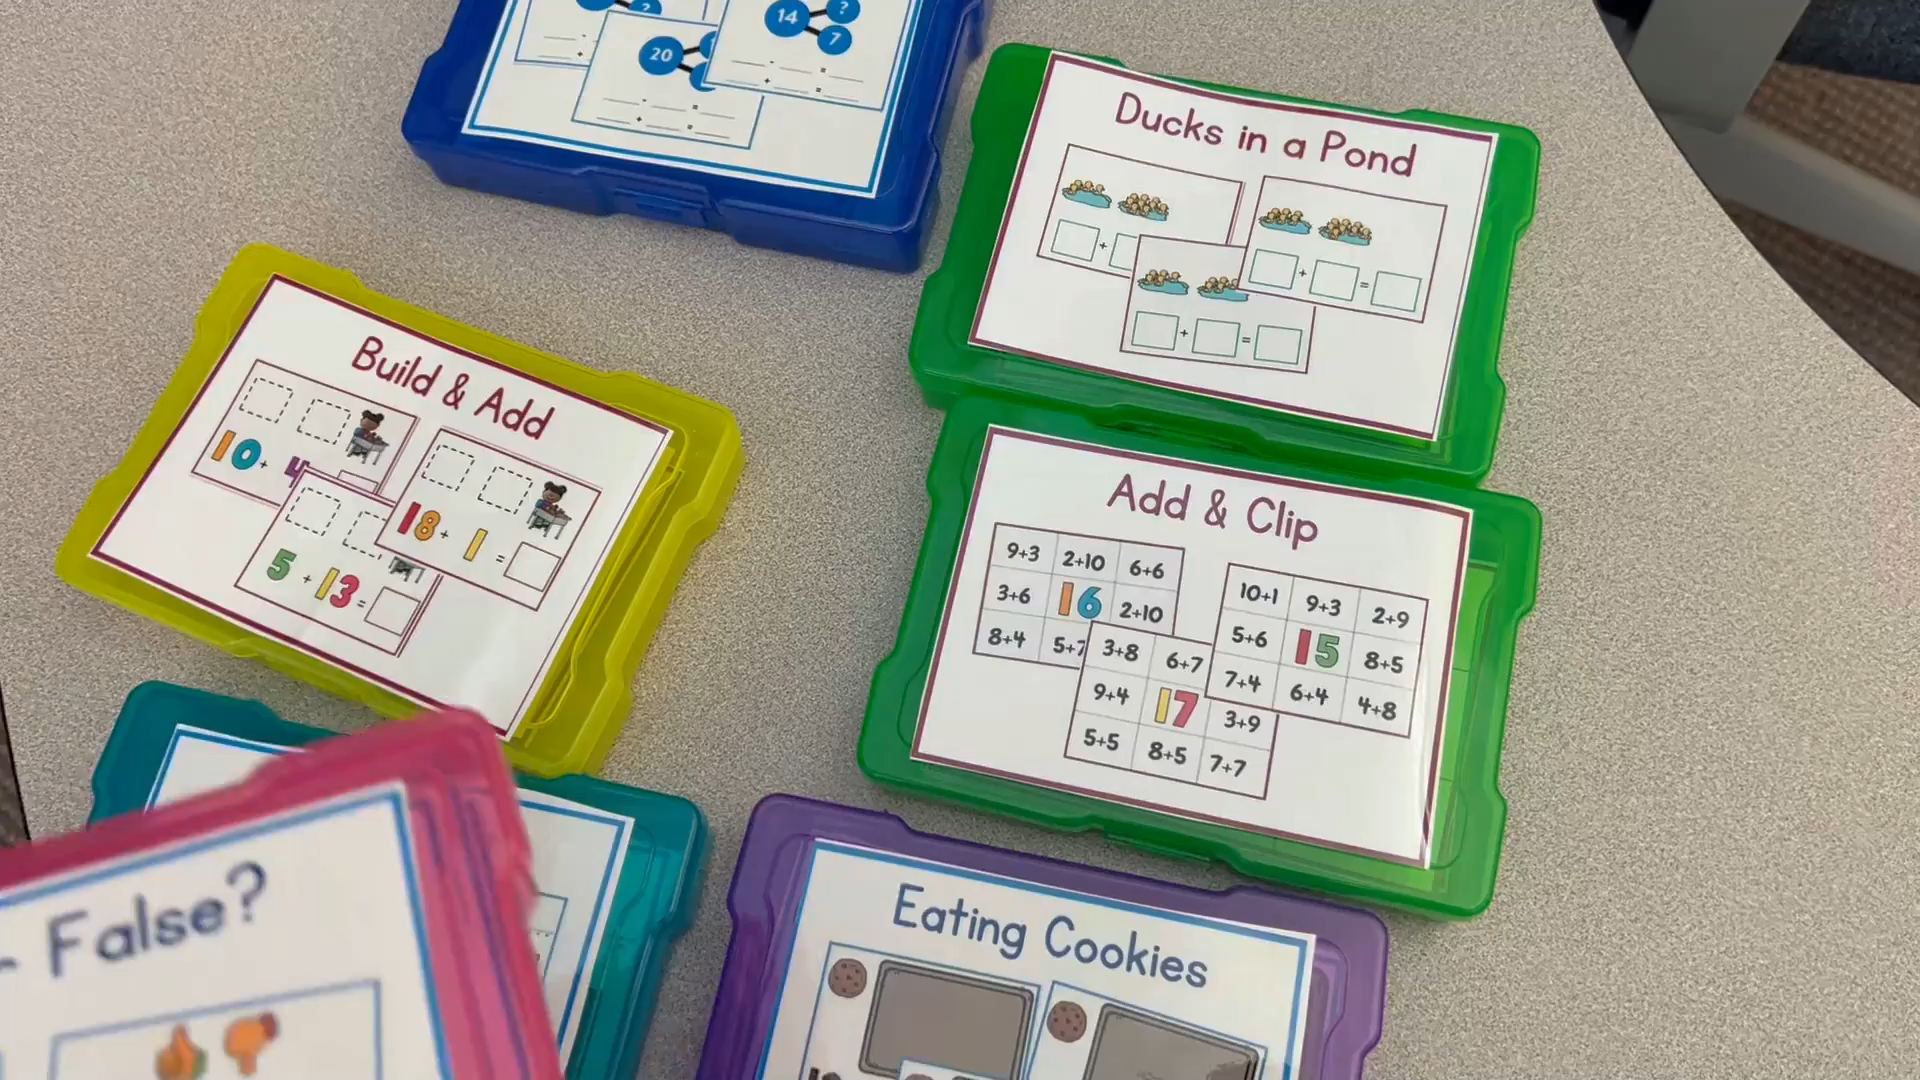 ?
14
7
20
- =
+ =
- =
+ =
Ducks in a Pond
+
+ =
+ =
Build & Add
10+ 4
18+ 1 =
5 + 13 =
Add & Clip
9+3 2+10 6+6
3+6 16 2+10
8+4 5+7
10+1 9+3 2+9
5+6 15 8+5
7+4 6+4 4+8
3+8 6+7
9+4 17 3+9
5+5 8+5 7+7
False?
Eating Cookies